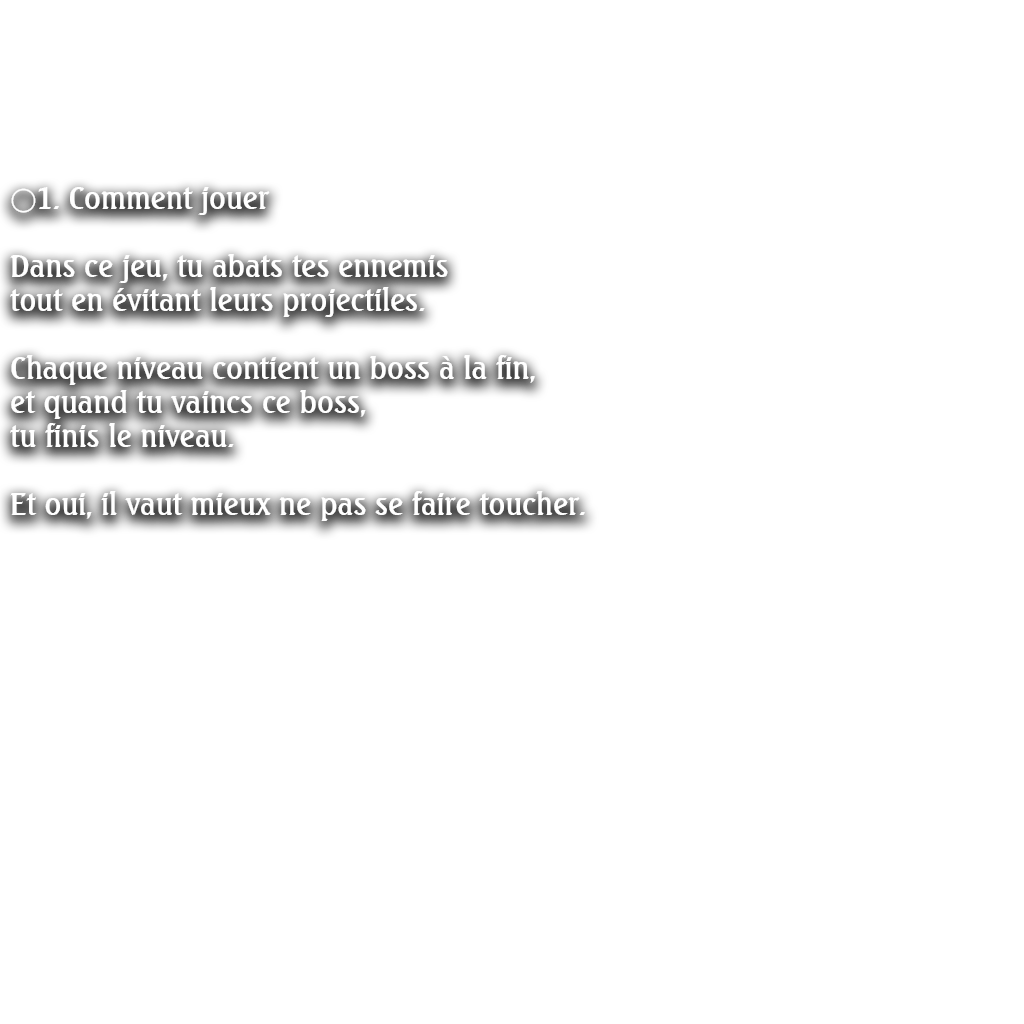 ○1. Comment jouer
Dans ce jeu, tu abats tes ennemis
tout en évitant leurs projectiles.
Chaque niveau contient un boss à la fin,
et quand tu vaincs ce boss,
tu finis le niveau.
Et oui, il vaut mieux ne pas se faire toucher.